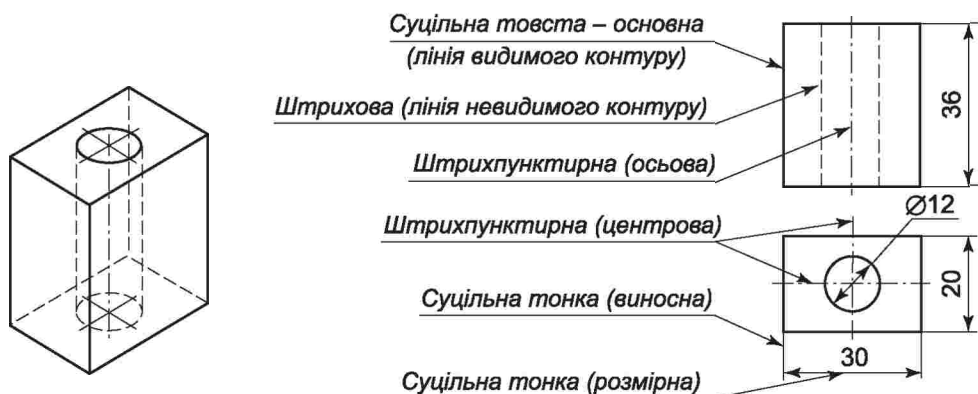 Суцільна товста – основна
(лінія видимого контуру)
Штрихова (лінія невидимого контуру)
36
Штрихпунктирна (осьова)
Ø12
Штрихпунктирна (центрова)
20
Суцільна тонка (виносна)
30
Суцільна тонка (розмірна)